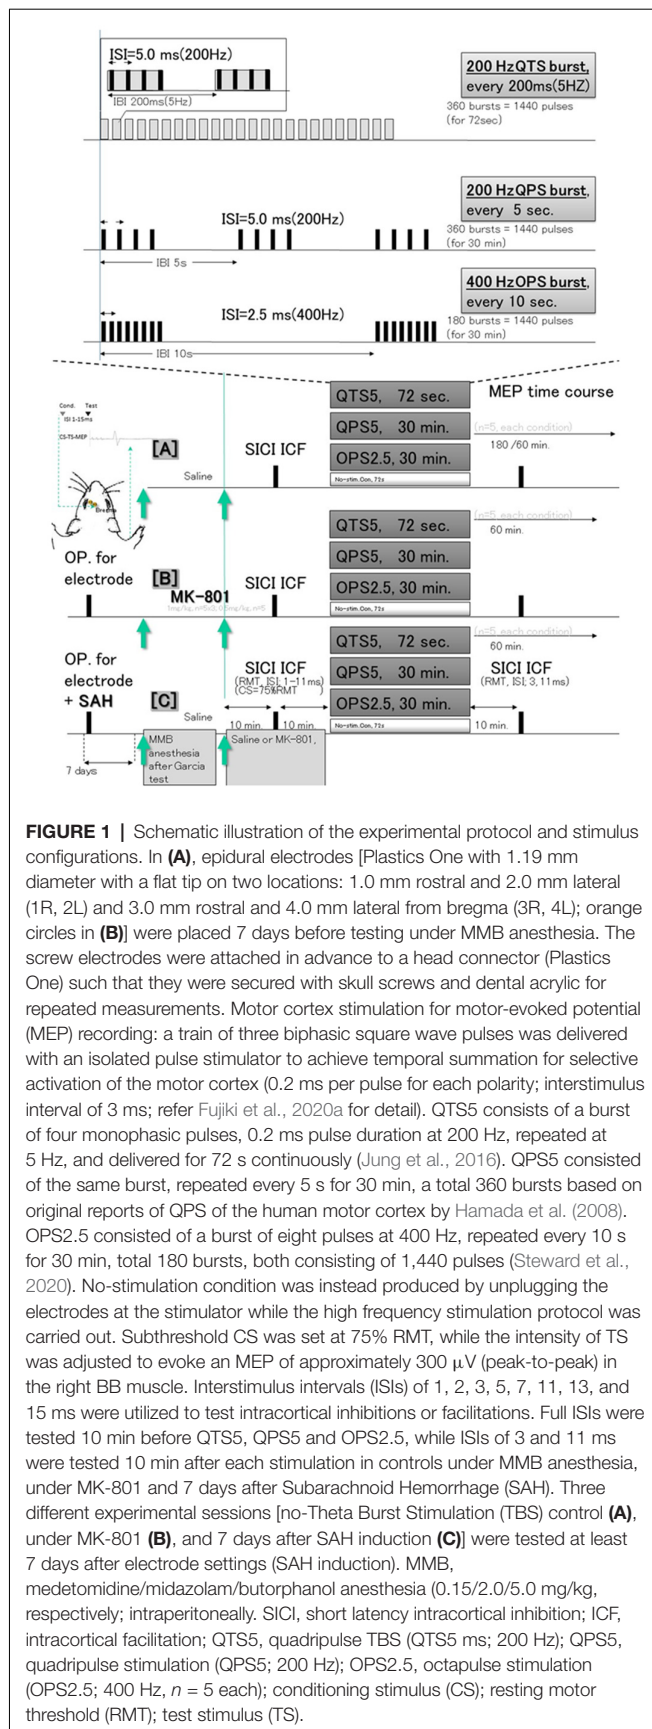 ISI=5.0 ms(200Hz)
IBI 200ms(5Hz)
200 HzQTS burst,
every 200ms(5HZ)
360 bursts = 1440 pulses
(for 72sec)
ISI=5.0 ms(200Hz)
IBI 5s
200 HzQPS burst,
every 5 sec.
360 bursts = 1440 pulses
(for 30 min)
ISI=2.5 ms(400Hz)
IBI 10s
400 HzOPS burst,
every 10 sec.
180 bursts = 1440 pulses
(for 30 min)
Cond. Test
ISI 1-15ms
CS-TS-MEP
Bregma
[A]
Saline
SICI ICF
QTS5, 72 sec.
QPS5, 30 min.
OPS2.5, 30 min.
No-stim.Con, 72s
MEP time course
(n=5, each condition)
180 /60 min.
OP. for
electrode
[B]
MK-801
SICI ICF
QTS5, 72 sec.
QPS5, 30 min.
OPS2.5, 30 min.
No-stim.Con, 72s
(n=5, each condition)
60 min.
OP. for
electrode
+ SAH
[C]
Saline
SICI ICF
(RMT, ISI; 1-11ms)
(CS=75%RMT
10 min. 10 min.
QTS5, 72 sec.
QPS5, 30 min.
OPS2.5, 30 min.
No-stim.Con, 72s
(n=5, each condition)
60 min.
SICI ICF
(RMT, ISI; 3, 11ms)
10 min.
7 days
MMB
anesthesia
after Garcia
test
Saline or MK-801,
FIGURE 1 | Schematic illustration of the experimental protocol and stimulus
configurations. In (A), epidural electrodes [Plastics One with 1.19 mm
diameter with a flat tip on two locations: 1.0 mm rostral and 2.0 mm lateral
(1R, 2L) and 3.0 mm rostral and 4.0 mm lateral from bregma (3R, 4L); orange
circles in (B)] were placed 7 days before testing under MMB anesthesia. The
screw electrodes were attached in advance to a head connector (Plastics
One) such that they were secured with skull screws and dental acrylic for
repeated measurements. Motor cortex stimulation for motor-evoked potential
(MEP) recording: a train of three biphasic square wave pulses was delivered
with an isolated pulse stimulator to achieve temporal summation for selective
activation of the motor cortex (0.2 ms per pulse for each polarity; interstimulus
interval of 3 ms; refer Fujiki et al., 2020a for detail). QTS5 consists of a burst
of four monophasic pulses, 0.2 ms pulse duration at 200 Hz, repeated at
5 Hz, and delivered for 72 s continuously (Jung et al., 2016). QPS5 consisted
of the same burst, repeated every 5 s for 30 min, a total 360 bursts based on
original reports of QPS of the human motor cortex by Hamada et al. (2008).
OPS2.5 consisted of a burst of eight pulses at 400 Hz, repeated every 10 s
for 30 min, total 180 bursts, both consisting of 1,440 pulses (Steward et al.,
2020). No-stimulation condition was instead produced by unplugging the
electrodes at the stimulator while the high frequency stimulation protocol was
carried out. Subthreshold CS was set at 75% RMT, while the intensity of TS
was adjusted to evoke an MEP of approximately 300 μV (peak-to-peak) in
the right BB muscle. Interstimulus intervals (ISIs) of 1, 2, 3, 5, 7, 11, 13, and
15 ms were utilized to test intracortical inhibitions or facilitations. Full ISIs were
tested 10 min before QTS5, QPS5 and OPS2.5, while ISIs of 3 and 11 ms
were tested 10 min after each stimulation in controls under MMB anesthesia,
under MK-801 and 7 days after Subarachnoid Hemorrhage (SAH). Three
different experimental sessions [no-Theta Burst Stimulation (TBS) control (A),
under MK-801 (B), and 7 days after SAH induction (C)] were tested at least
7 days after electrode settings (SAH induction). MMB,
medetomidine/midazolam/butorphanol anesthesia (0.15/2.0/5.0 mg/kg,
respectively; intraperitoneally. SICI, short latency intracortical inhibition; ICF,
intracortical facilitation; QTS5, quadripulse TBS (QTS5 ms; 200 Hz); QPS5,
quadripulse stimulation (QPS5; 200 Hz); OPS2.5, octapulse stimulation
(OPS2.5; 400 Hz, n = 5 each); conditioning stimulus (CS); resting motor
threshold (RMT); test stimulus (TS).